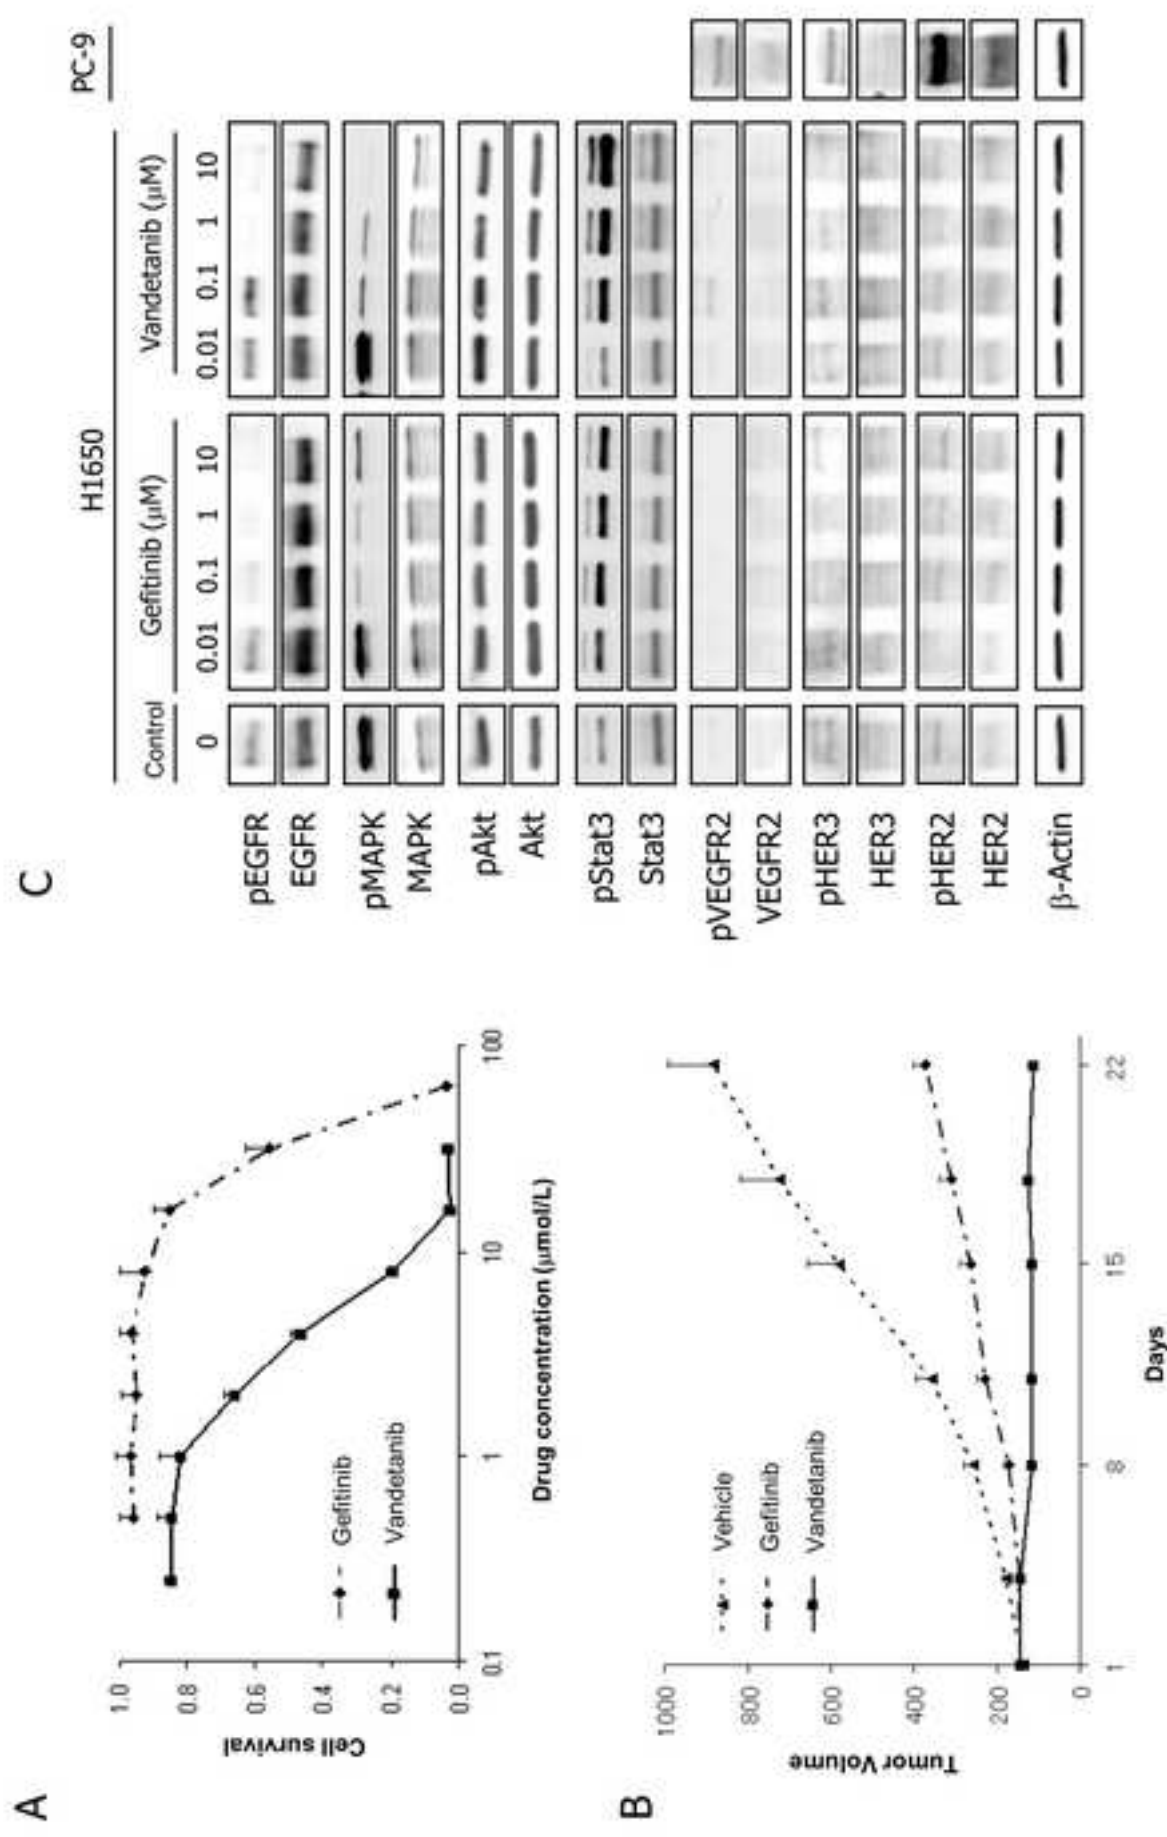 A
Cell survival
1.0
0.8
0.6
0.4
0.2
0.0
0.1
1
10
100
Gefitinib
Vandetanib
Drug concentration (μmol/L)
B
Tumor Volume
1000
800
600
400
200
0
1
8
15
22
Vehicle
Gefitinib
Vandetanib
Days
C
H1650
PC-9
Control
Gefitinib (μM)
Vandetanib (μM)
0 0.01 0.1 1 10 0.01 0.1 1 10
pEGFR
EGFR
pMAPK
MAPK
pAkt
Akt
pStat3
Stat3
pVEGFR2
VEGFR2
pHER3
HER3
pHER2
HER2
β-Actin